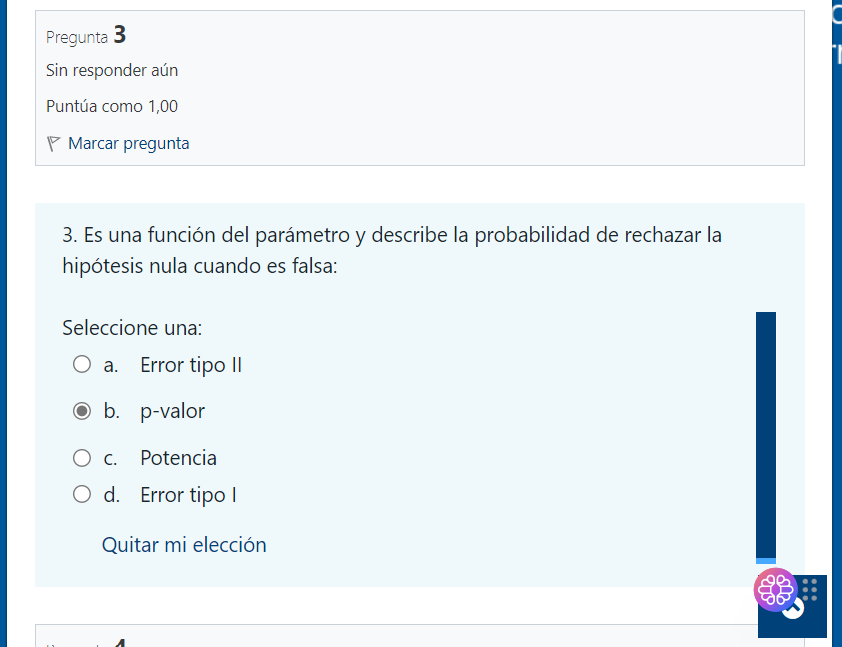 Pregunta 3
Sin responder aún
Puntúa como 1,00
Marcar pregunta
3. Es una función del parámetro y describe la probabilidad de rechazar la
hipótesis nula cuando es falsa:
Seleccione una:
a. Error tipo II
b. p-valor
c. Potencia
d. Error tipo I
Quitar mi elección